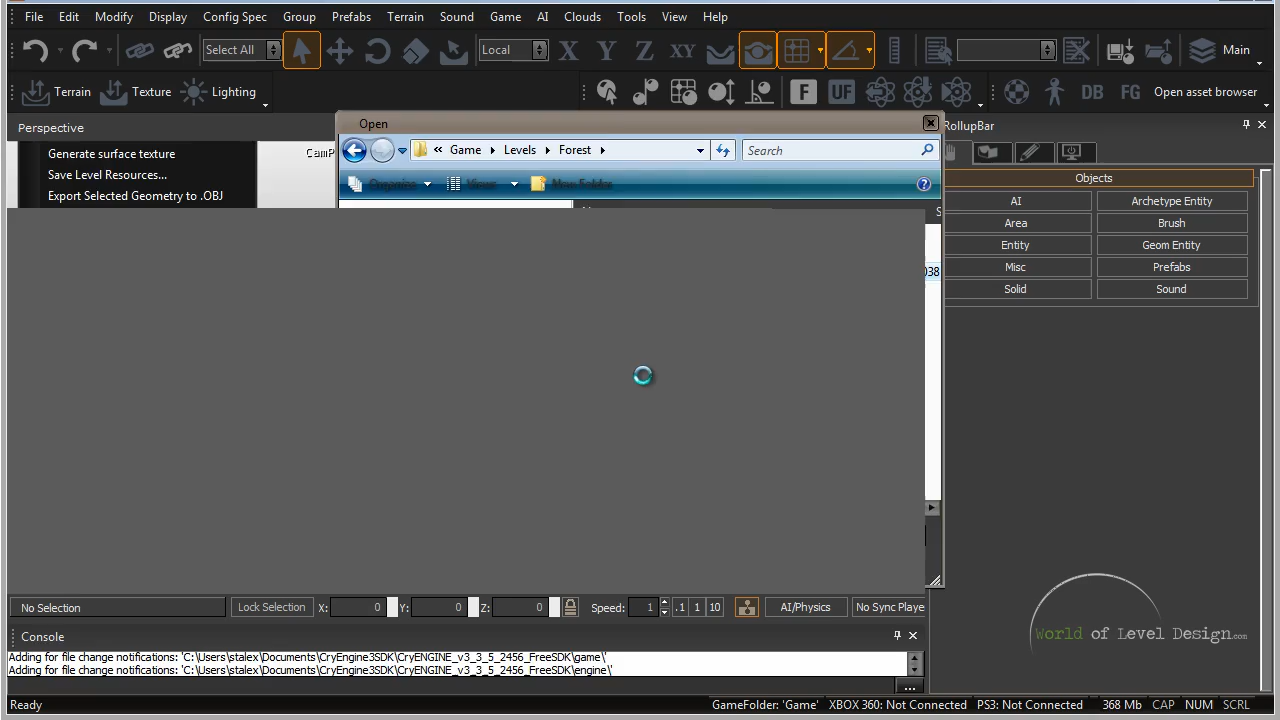 File Edit Modify Display Config Spec Group Prefabs Terrain Sound Game AI Clouds Tools View Help
Select All Local X Y Z XY Main
Terrain Texture Lighting F UF DB FG Open asset browser
Perspective
Open
RollupBar
Generate surface texture
Save Level Resources...
Export Selected Geometry to .OBJ
CamP
« Game Levels Forest Search
Organize Views New Folder
S
038
Objects
AI Archetype Entity
Area Brush
Entity Geom Entity
Misc Prefabs
Solid Sound
World of Level Design.com
No Selection Lock Selection X: 0 Y: 0 Z: 0 Speed: 1 .1 1 10 AI/Physics No Sync Playe
Console
Adding for file change notifications: 'C:\Users\stalex\Documents\CryEngine3SDK\CryENGINE_v3_3_5_2456_FreeSDK\game\'
Adding for file change notifications: 'C:\Users\stalex\Documents\CryEngine3SDK\CryENGINE_v3_3_5_2456_FreeSDK\engine\'
...
Ready GameFolder: 'Game' XBOX 360: Not Connected PS3: Not Connected 368 Mb CAP NUM SCRL